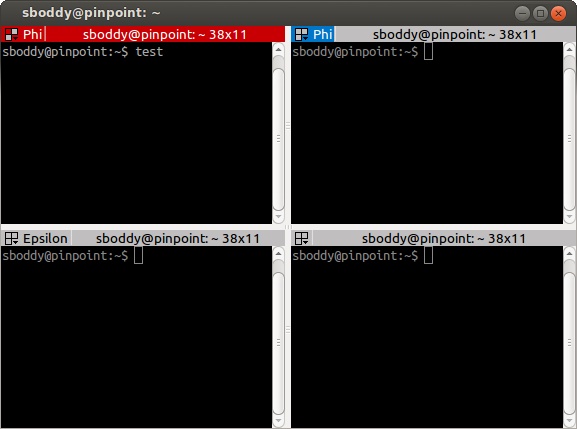 sboddy@pinpoint: ~
Phi sboddy@pinpoint: ~ 38x11
sboddy@pinpoint:~$ test
Phi sboddy@pinpoint: ~ 38x11
sboddy@pinpoint:~$
Epsilon sboddy@pinpoint: ~ 38x11
sboddy@pinpoint:~$
sboddy@pinpoint: ~ 38x11
sboddy@pinpoint:~$